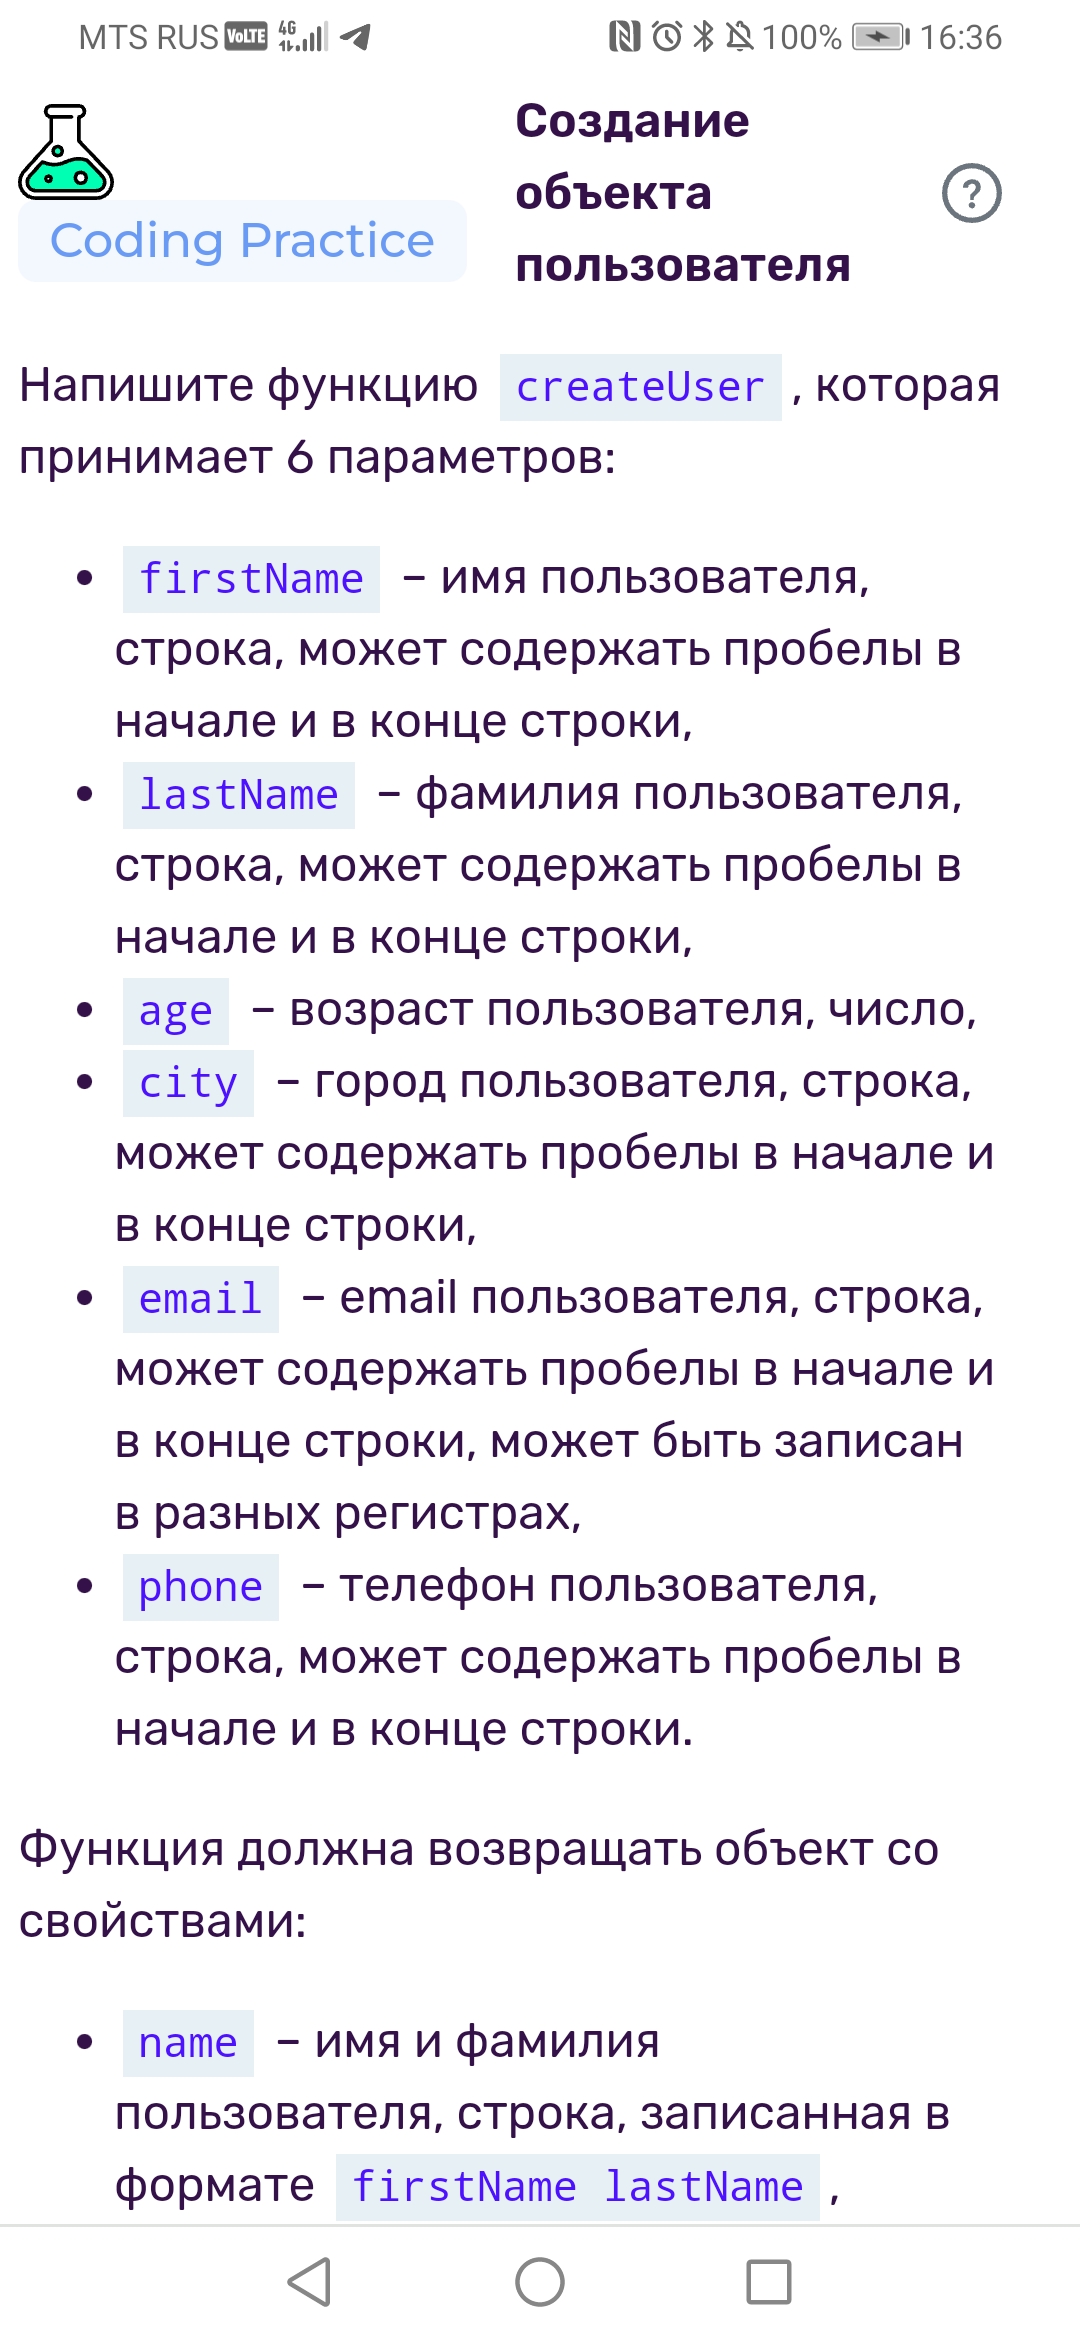 MTS RUS VoLTE 4G 100% 16:36
Создание
объекта
пользователя
?
Coding Practice
Напишите функцию createUser , которая
принимает 6 параметров:
• firstName – имя пользователя,
строка, может содержать пробелы в
начале и в конце строки,
• lastName – фамилия пользователя,
строка, может содержать пробелы в
начале и в конце строки,
• age – возраст пользователя, число,
• city – город пользователя, строка,
может содержать пробелы в начале и
в конце строки,
• email – email пользователя, строка,
может содержать пробелы в начале и
в конце строки, может быть записан
в разных регистрах,
• phone – телефон пользователя,
строка, может содержать пробелы в
начале и в конце строки.
Функция должна возвращать объект со
свойствами:
• name – имя и фамилия
пользователя, строка, записанная в
формате firstName lastName ,